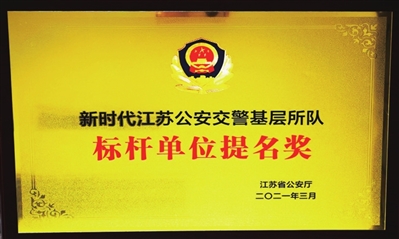 新时代江苏公安交警基层所队
标杆单位提名奖
江苏省公安厅
二〇二一年三月